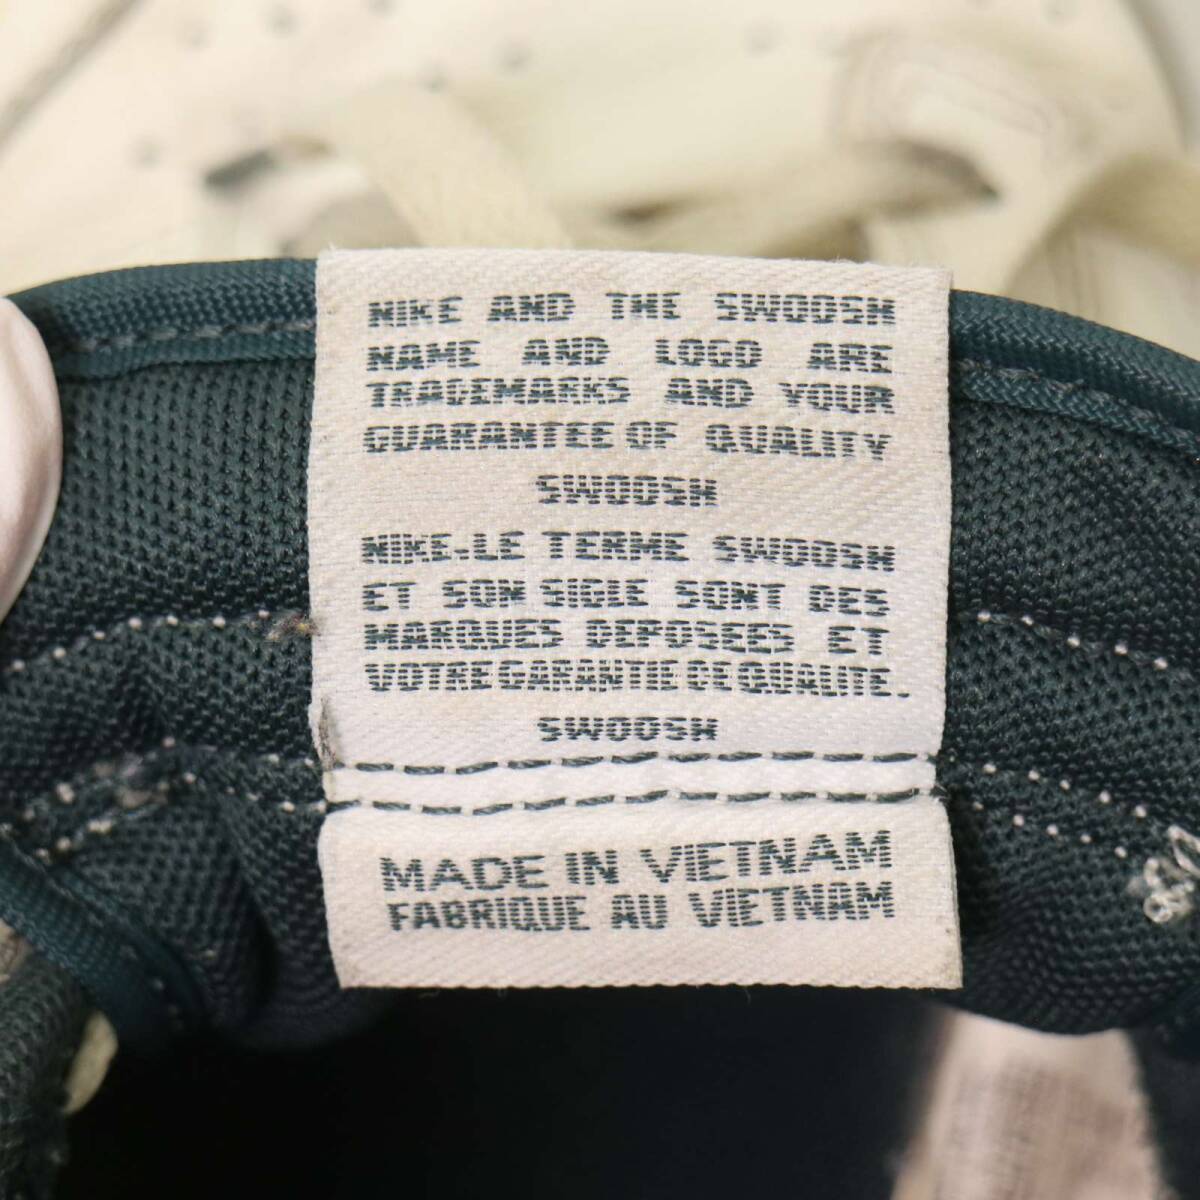 NIKE AND THE SWOOSH
NAME AND LOGO ARE
TRADEMARKS AND YOUR
GUARANTEE OF QUALITY
SWOOSH
NIKE-LE TERME SWOOSH
ET SON SIGLE SONT DES
MARQUES DEPOSEES ET
VOTRE GARANTIE DE QUALITE.
SWOOSH
MADE IN VIETNAM
FABRIQUE AU VIETNAM